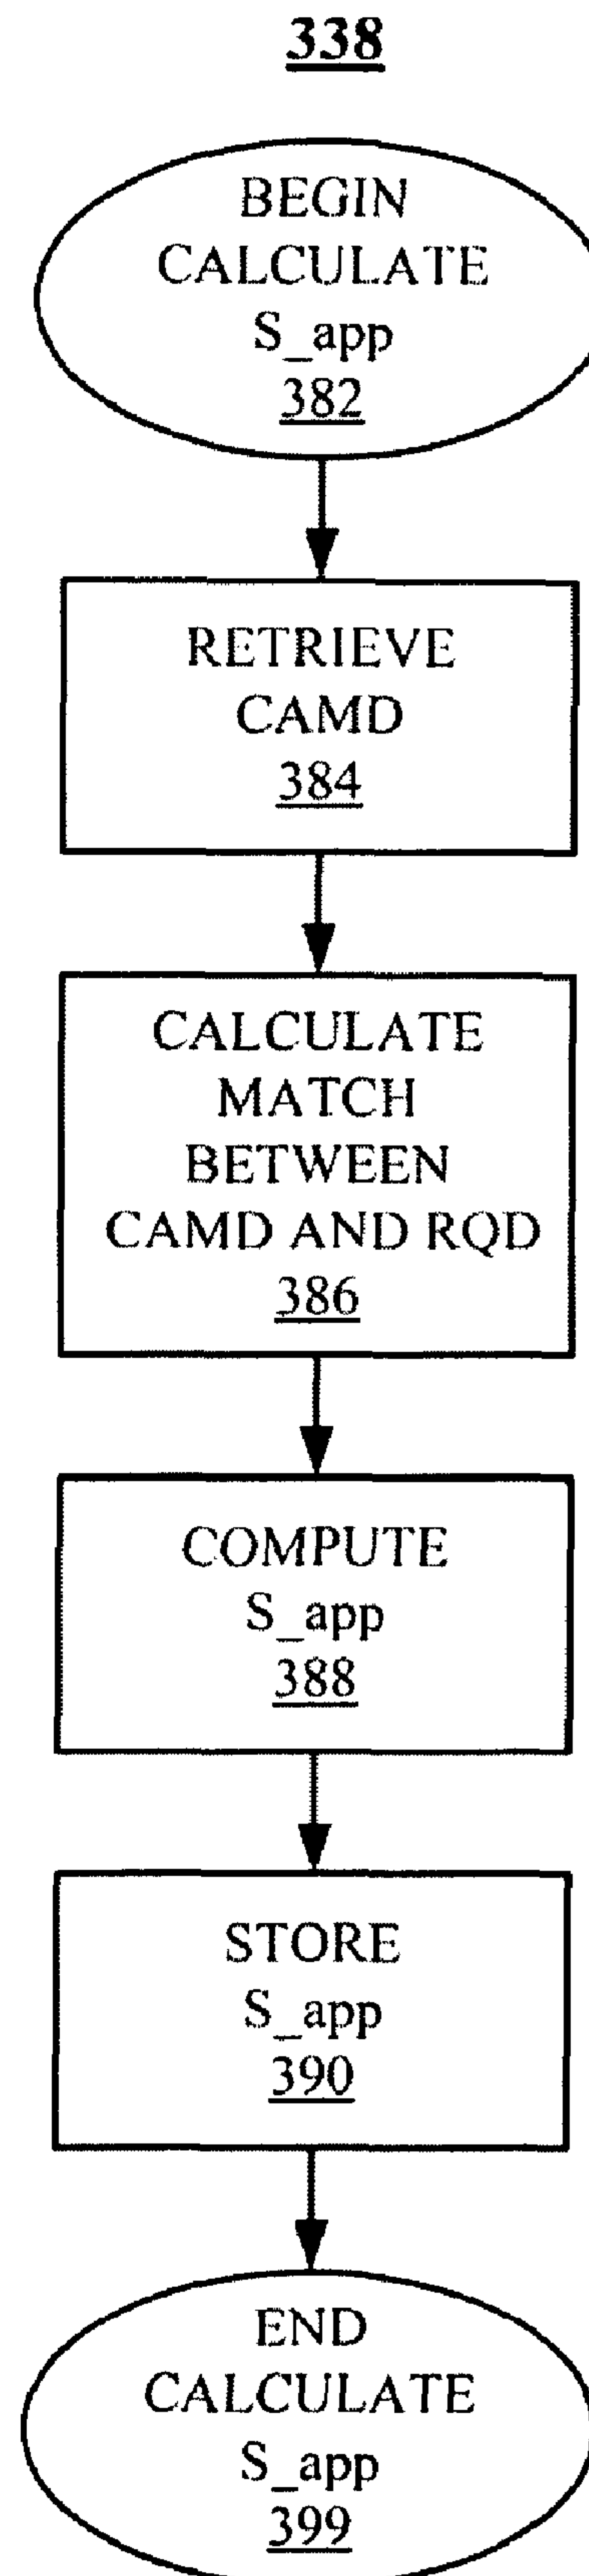 338
BEGIN
CALCULATE
S_app
382
RETRIEVE
CAMD
384
CALCULATE
MATCH
BETWEEN
CAMD AND RQD
386
COMPUTE
S_app
388
STORE
S_app
390
END
CALCULATE
S_app
399